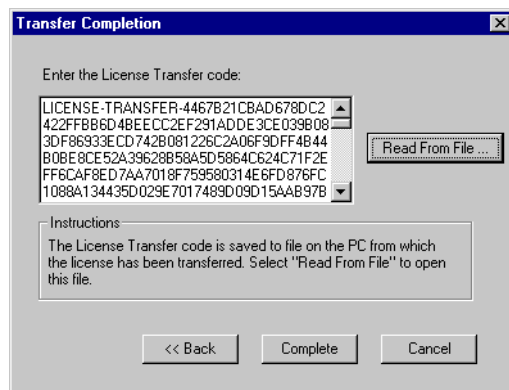 Transfer Completion
Enter the License Transfer code:
LICENSE-TRANSFER-4467B21CBAD678DC2
422FFBB6D4BEECC2EF291ADDE3CE039B08
3DF86933ECD742B081226C2A06F9DFF4B44
B0BE8CE52A39628B58A5D5864C624C71F2E
FF6CAF8ED7AA7018F759580314E6FD876FC
1088A134435D029E7017489D09D15AAB97B
Read From File ...
Instructions
The License Transfer code is saved to file on the PC from which
the license has been transferred. Select "Read From File" to open
this file.
<< Back
Complete
Cancel